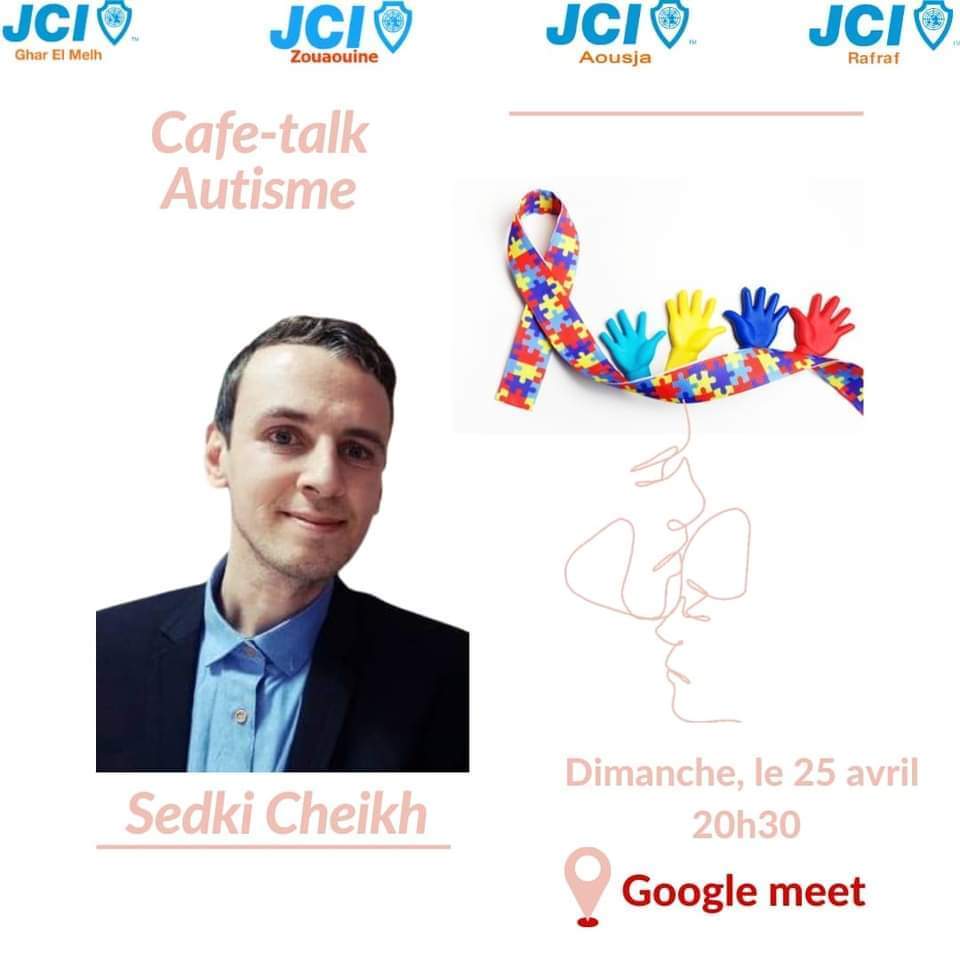 JCI
Ghar El Melh
JCI
Zouaouine
JCI
Aousja
JCI
Rafraf
Cafe-talk
Autisme
Sedki Cheikh
Dimanche, le 25 avril
20h30
Google meet